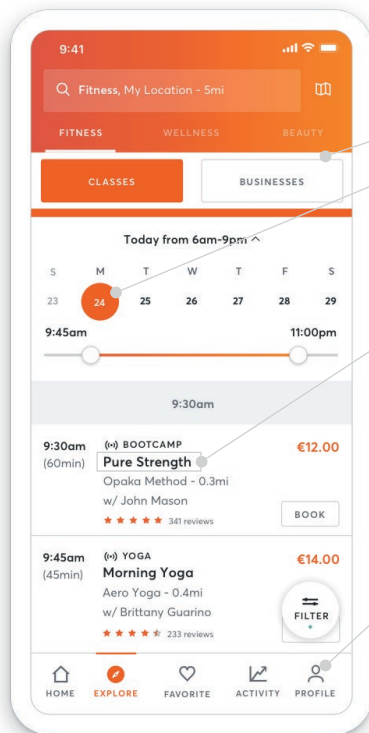 9:41
Fitness, My Location - 5mi
FITNESS WELLNESS BEAUTY
CLASSES BUSINESSES
Today from 6am-9pm
S M T W T F S
23 24 25 26 27 28 29
9:45am 11:00pm
9:30am
9:30am BOOTCAMP €12.00
(60min) Pure Strength
Opaka Method - 0.3mi
w/ John Mason
341 reviews BOOK
9:45am YOGA €14.00
(45min) Morning Yoga
Aero Yoga - 0.4mi
w/ Brittany Guarino FILTER
233 reviews
HOME EXPLORE FAVORITE ACTIVITY PROFILE